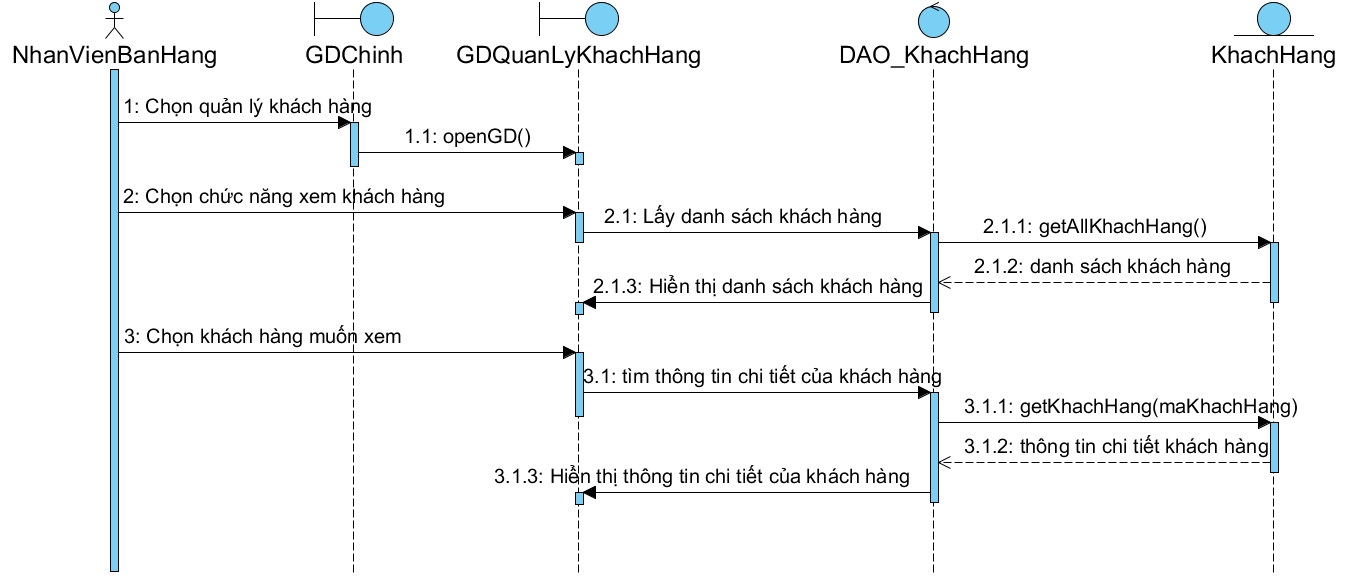 NhanVienBanHang
GDChinh
GDQuanLyKhachHang
DAO_KhachHang
KhachHang
1: Chọn quản lý khách hàng
1.1: openGD()
2: Chọn chức năng xem khách hàng
2.1: Lấy danh sách khách hàng
2.1.1: getAllKhachHang()
2.1.2: danh sách khách hàng
2.1.3: Hiển thị danh sách khách hàng
3: Chọn khách hàng muốn xem
3.1: tìm thông tin chi tiết của khách hàng
3.1.1: getKhachHang(maKhachHang)
3.1.2: thông tin chi tiết khách hàng
3.1.3: Hiển thị thông tin chi tiết của khách hàng